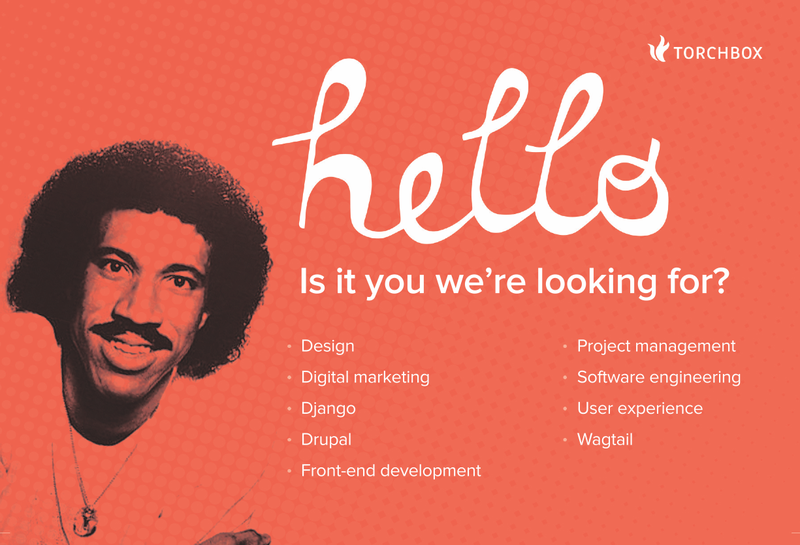 TORCHBOX
hello
Is it you we're looking for?
• Design
• Digital marketing
• Django
• Drupal
• Front-end development
• Project management
• Software engineering
• User experience
• Wagtail